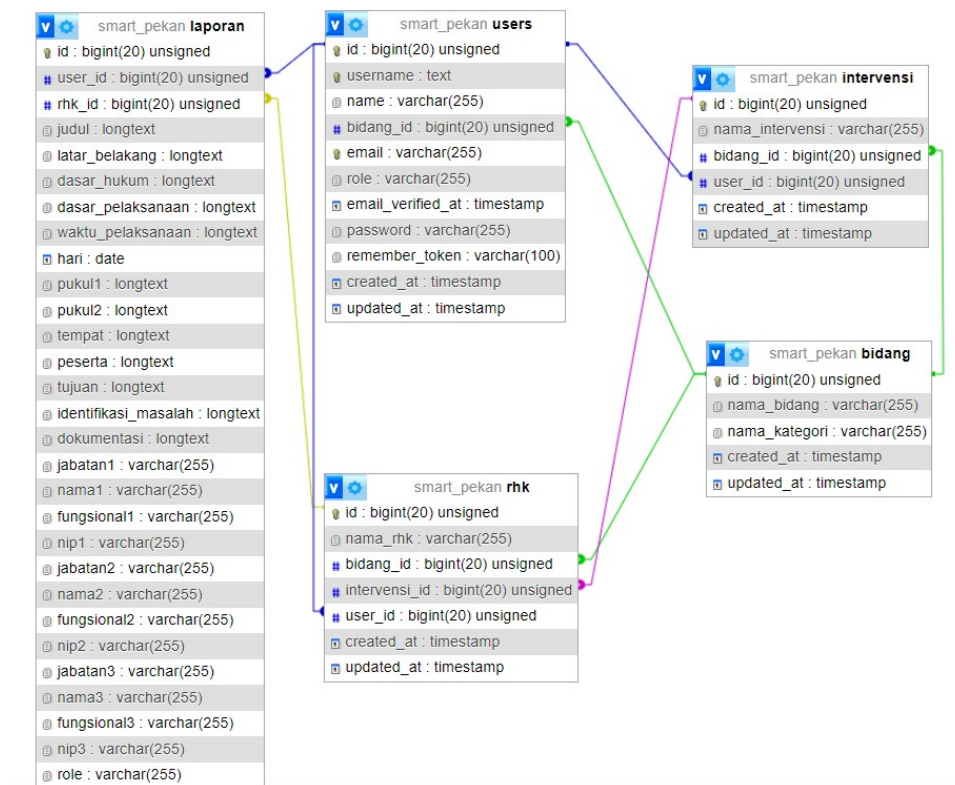 smart_pekan laporan
id : bigint(20) unsigned
user_id : bigint(20) unsigned
rhk_id : bigint(20) unsigned
judul : longtext
latar_belakang : longtext
dasar_hukum : longtext
dasar_pelaksanaan : longtext
waktu_pelaksanaan : longtext
hari : date
pukul1 : longtext
pukul2 : longtext
tempat : longtext
peserta : longtext
tujuan : longtext
identifikasi_masalah : longtext
dokumentasi : longtext
jabatan1 : varchar(255)
nama1 : varchar(255)
fungsional1 : varchar(255)
nip1 : varchar(255)
jabatan2 : varchar(255)
nama2 : varchar(255)
fungsional2 : varchar(255)
nip2 : varchar(255)
jabatan3 : varchar(255)
nama3 : varchar(255)
fungsional3 : varchar(255)
nip3 : varchar(255)
role : varchar(255)
smart_pekan users
id : bigint(20) unsigned
username : text
name : varchar(255)
bidang_id : bigint(20) unsigned
email : varchar(255)
role : varchar(255)
email_verified_at : timestamp
password : varchar(255)
remember_token : varchar(100)
created_at : timestamp
updated_at : timestamp
smart_pekan rhk
id : bigint(20) unsigned
nama_rhk : varchar(255)
bidang_id : bigint(20) unsigned
intervensi_id : bigint(20) unsigned
user_id : bigint(20) unsigned
created_at : timestamp
updated_at : timestamp
smart_pekan intervensi
id : bigint(20) unsigned
nama_intervensi : varchar(255)
bidang_id : bigint(20) unsigned
user_id : bigint(20) unsigned
created_at : timestamp
updated_at : timestamp
smart_pekan bidang
id : bigint(20) unsigned
nama_bidang : varchar(255)
nama_kategori : varchar(255)
created_at : timestamp
updated_at : timestamp